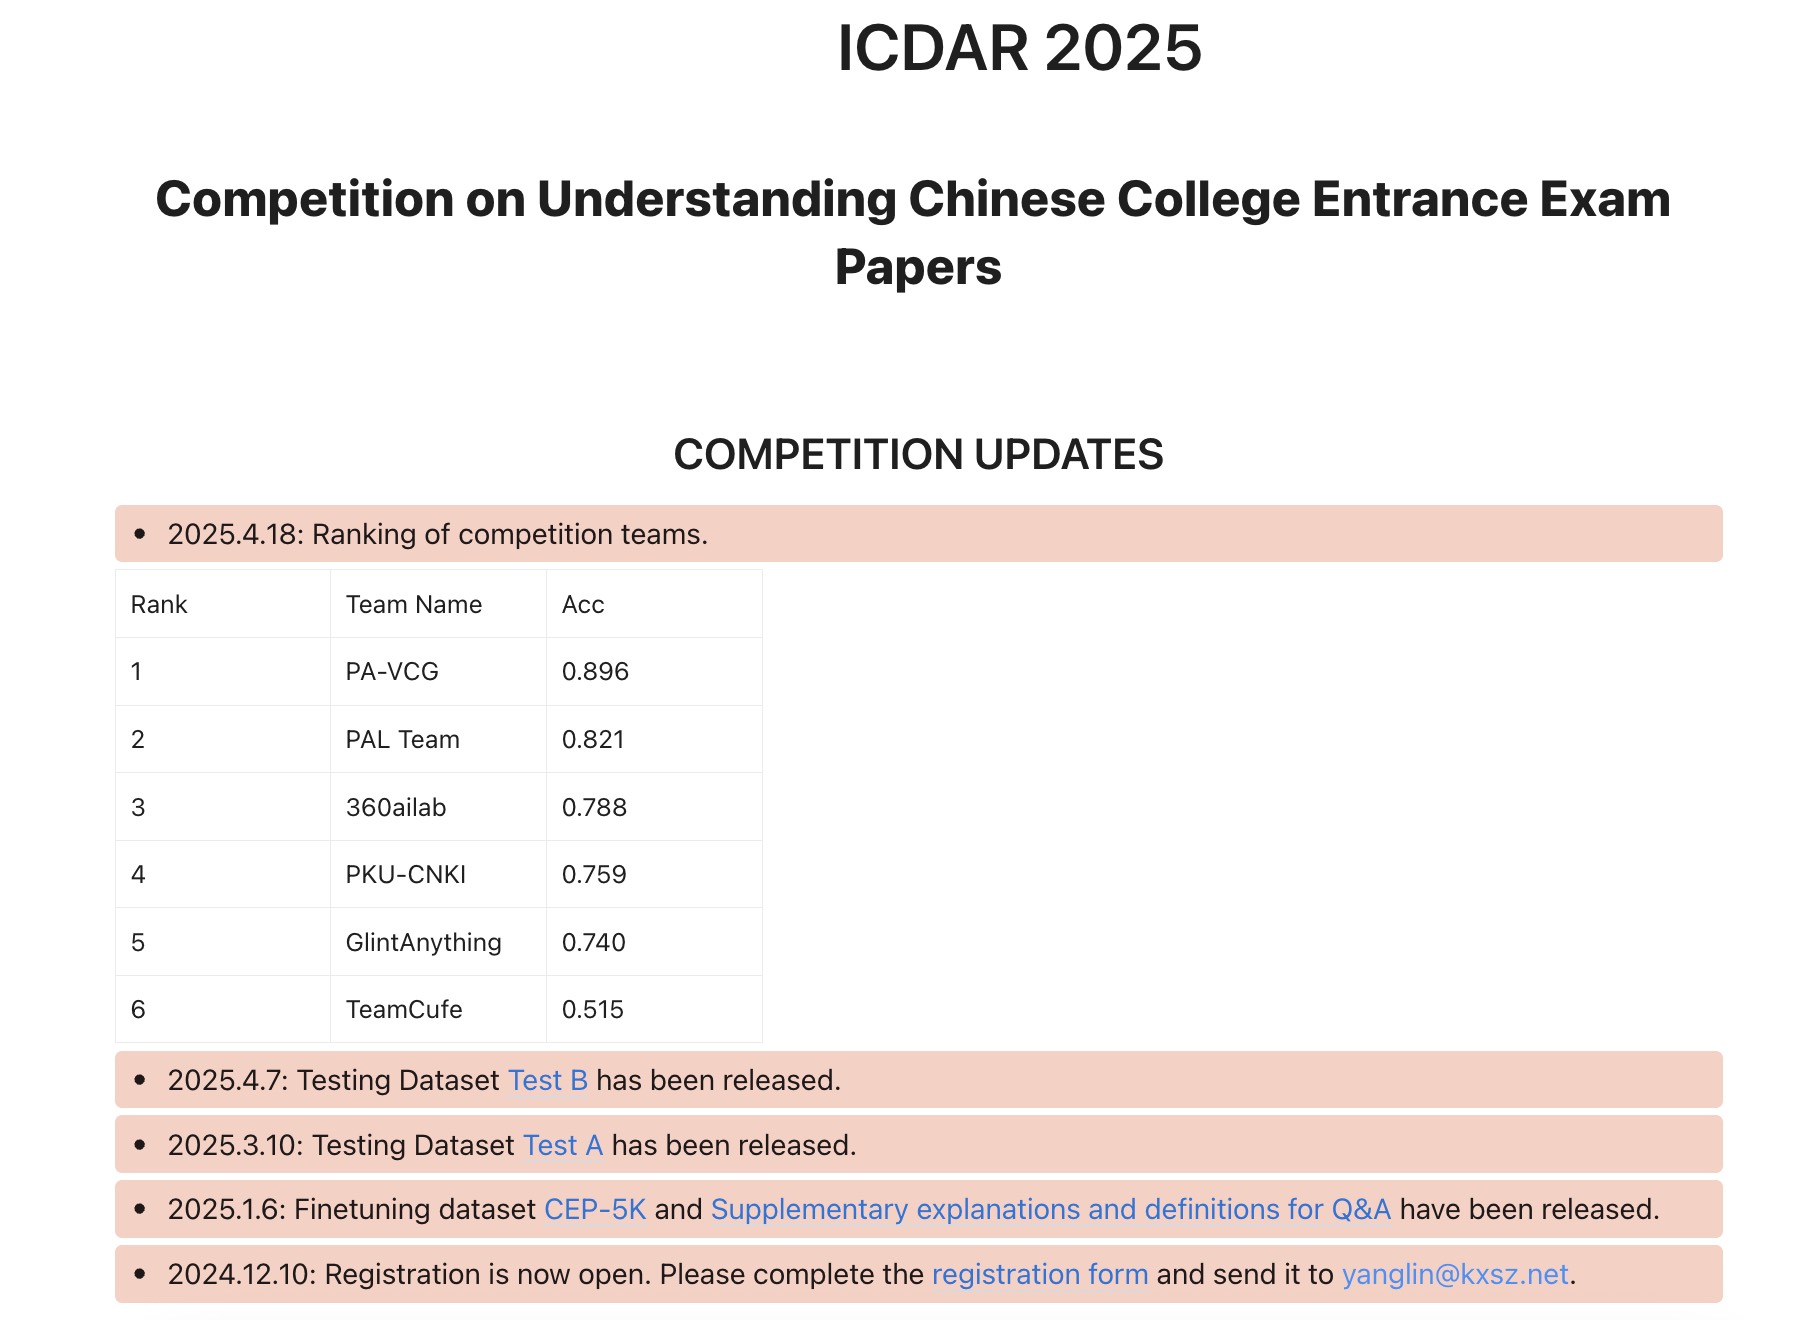 ICDAR 2025
Competition on Understanding Chinese College Entrance Exam
Papers
COMPETITION UPDATES
• 2025.4.18: Ranking of competition teams.
Rank Team Name Acc
1 PA-VCG 0.896
2 PAL Team 0.821
3 360ailab 0.788
4 PKU-CNKI 0.759
5 GlintAnything 0.740
6 TeamCufe 0.515
• 2025.4.7: Testing Dataset Test B has been released.
• 2025.3.10: Testing Dataset Test A has been released.
• 2025.1.6: Finetuning dataset CEP-5K and Supplementary explanations and definitions for Q&A have been released.
• 2024.12.10: Registration is now open. Please complete the registration form and send it to yanglin@kxsz.net.